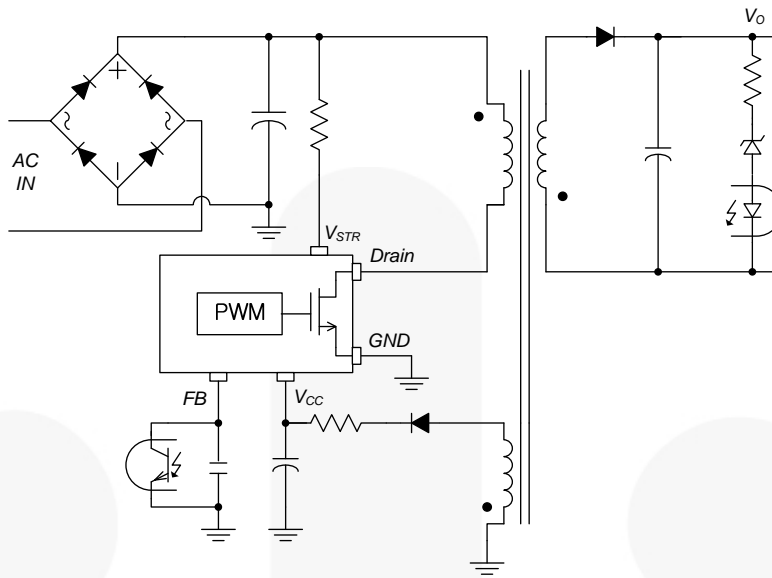 V_O
AC
IN
V_STR
Drain
PWM
GND
FB
V_CC